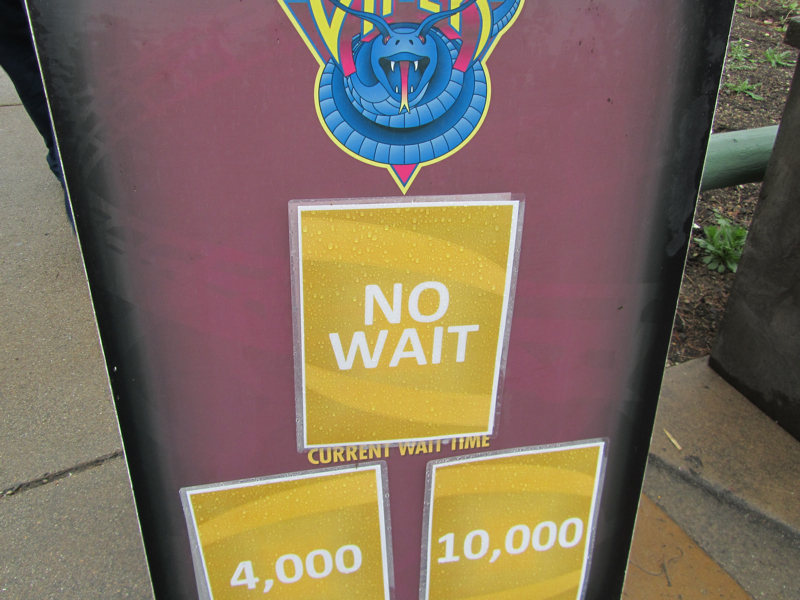 NO
WAIT
CURRENT WAIT TIME
4,000
10,000